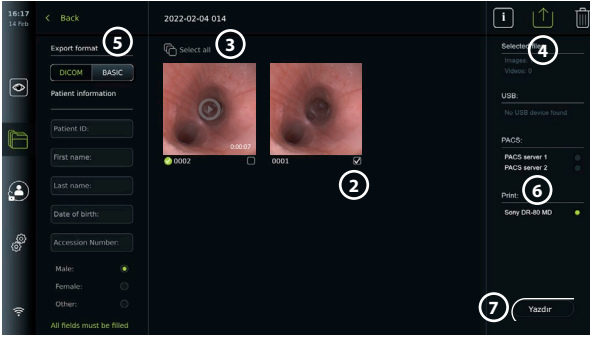 16:17
14 Feb
Back
2022-02-04 014
i
Export format
5
DICOM
BASIC
Patient information
Patient ID:
First name:
Last name:
Date of birth:
Accession Number:
Male:
Female:
Other:
All fields must be filled
Select all
3
0:00:07
0002
0001
2
4
Selected files
Images:
Videos: 0
USB:
No USB device found
PACS:
PACS server 1
PACS server 2
Print:
6
Sony DR-80 MD
7
Yazdır